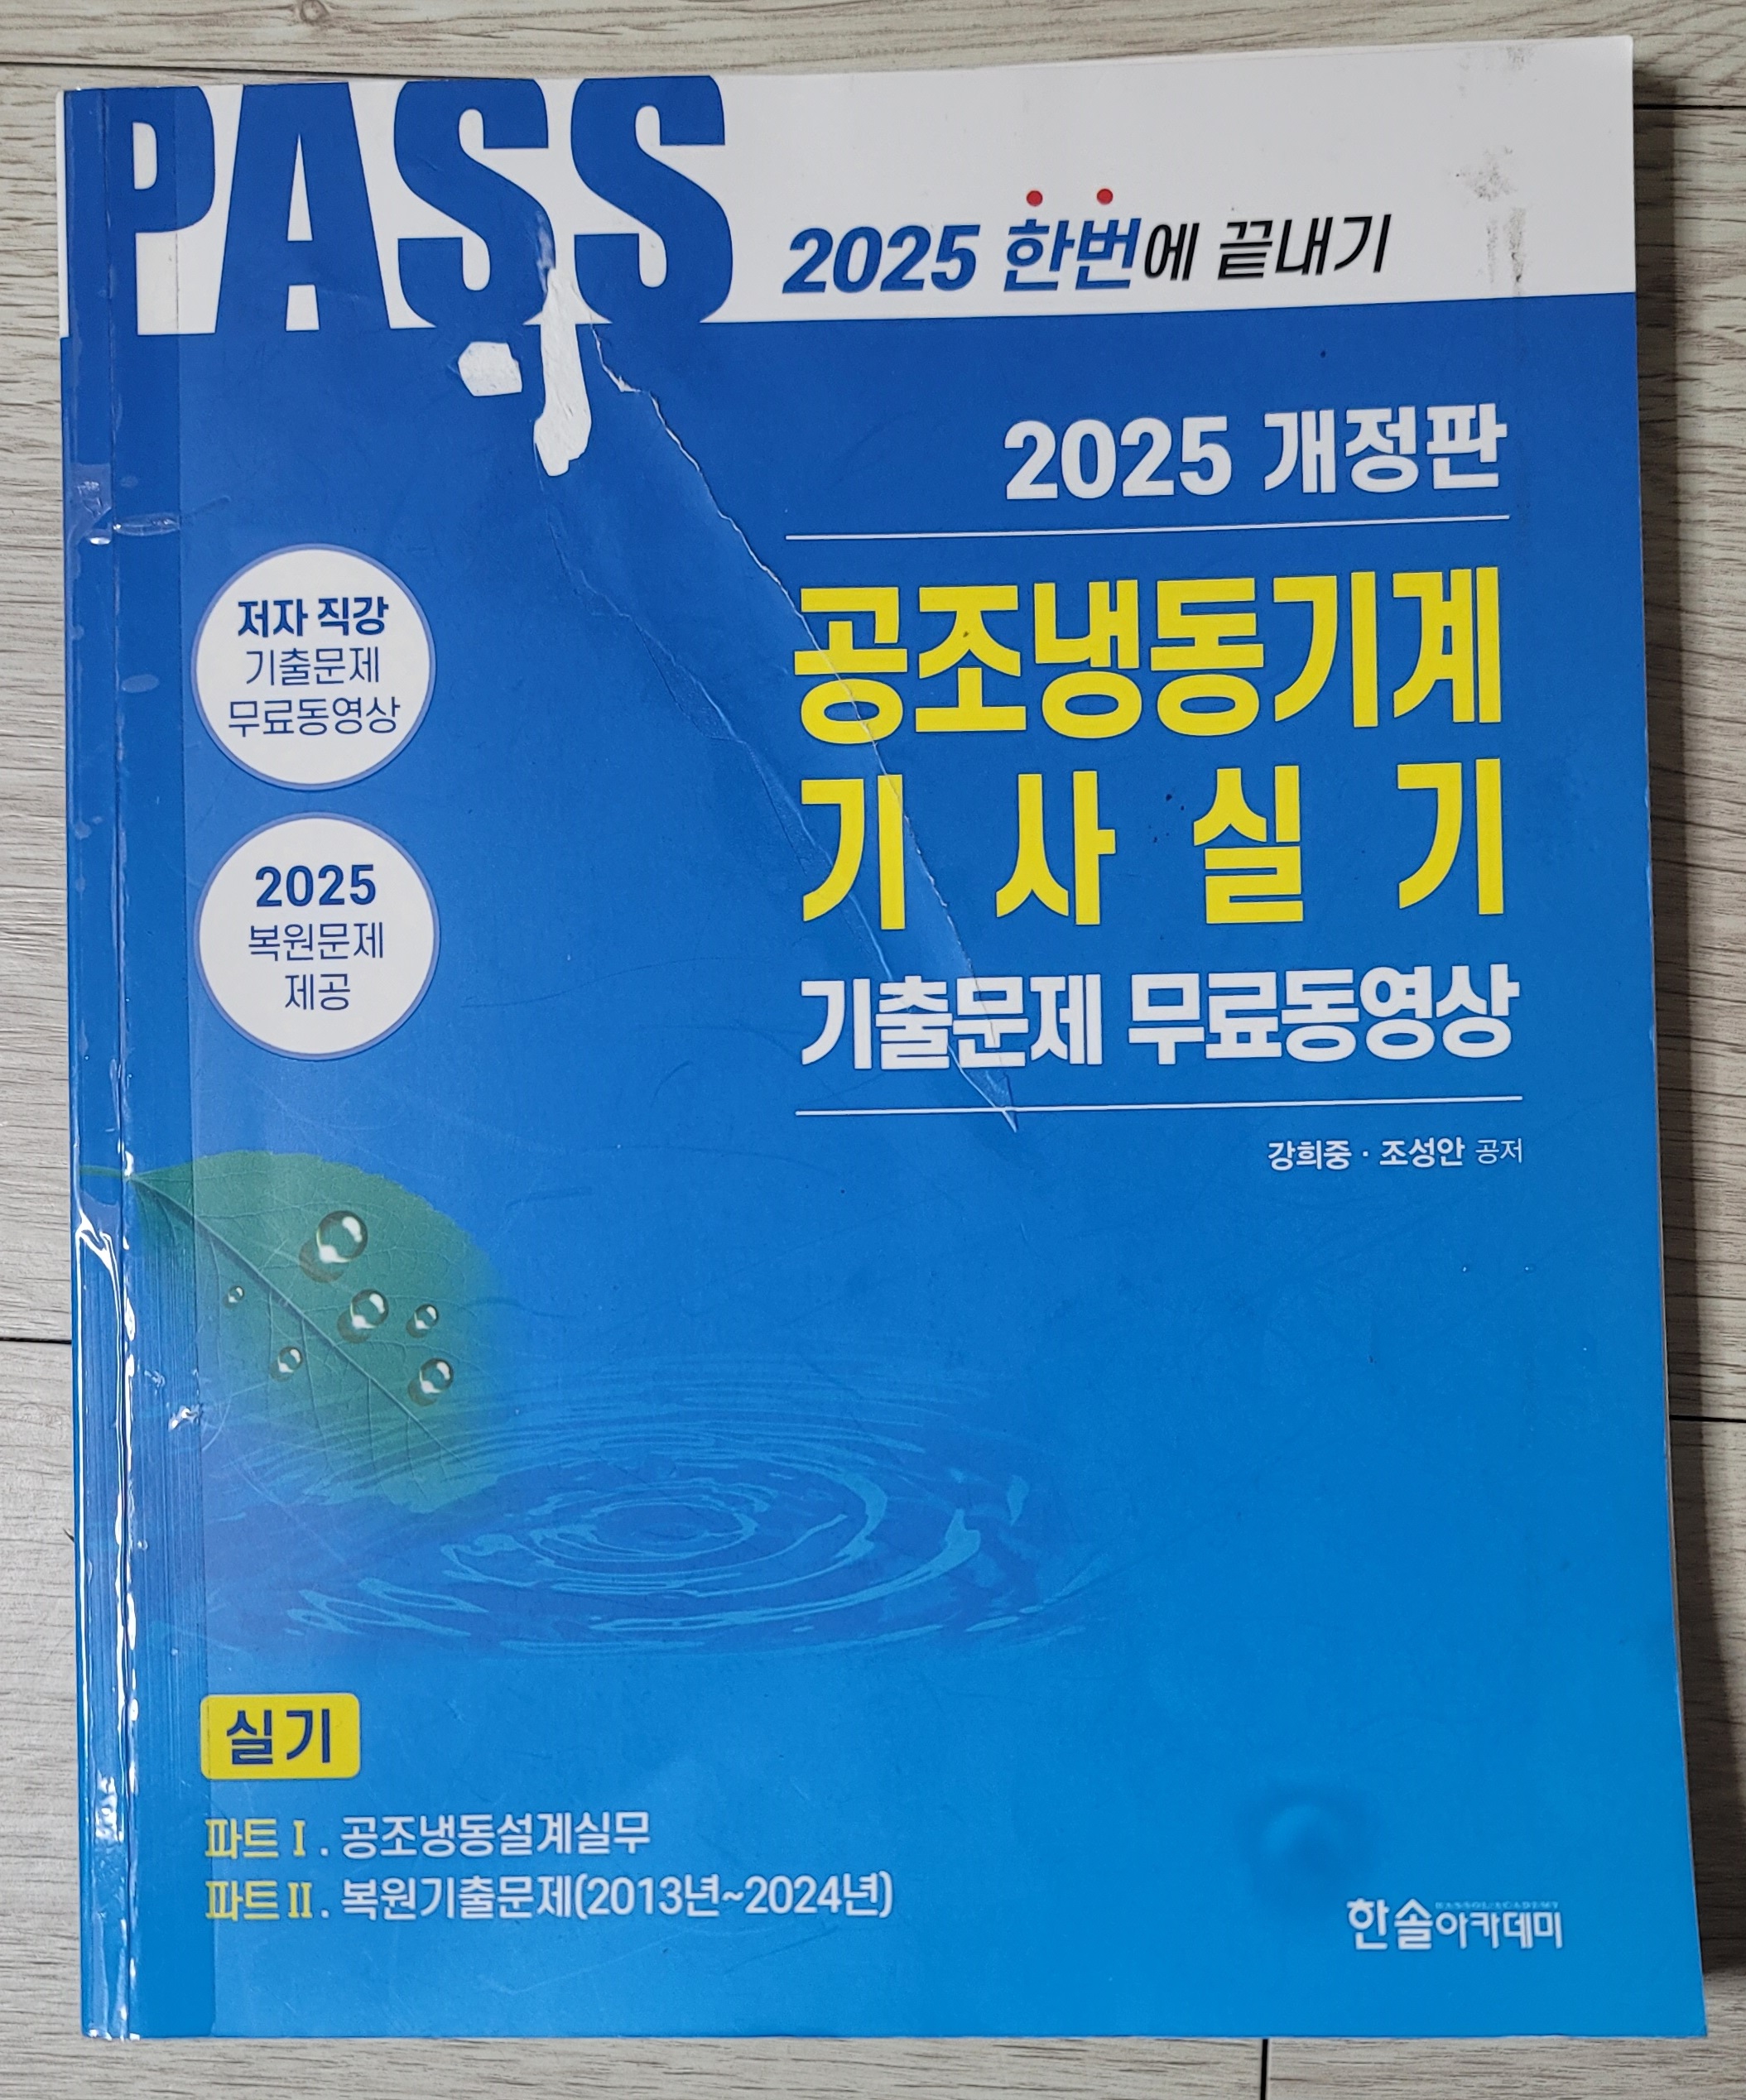 PASS
2025 한번에 끝내기
2025 개정판
공조냉동기계
기사실기
기출문제 무료동영상
강희중 · 조성안 공저
저자 직강
기출문제
무료동영상
2025
복원문제
제공
실기
파트 I . 공조냉동설계실무
파트 II . 복원기출문제(2013년~2024년)
HANSOL ACADEMY
한솔아카데미